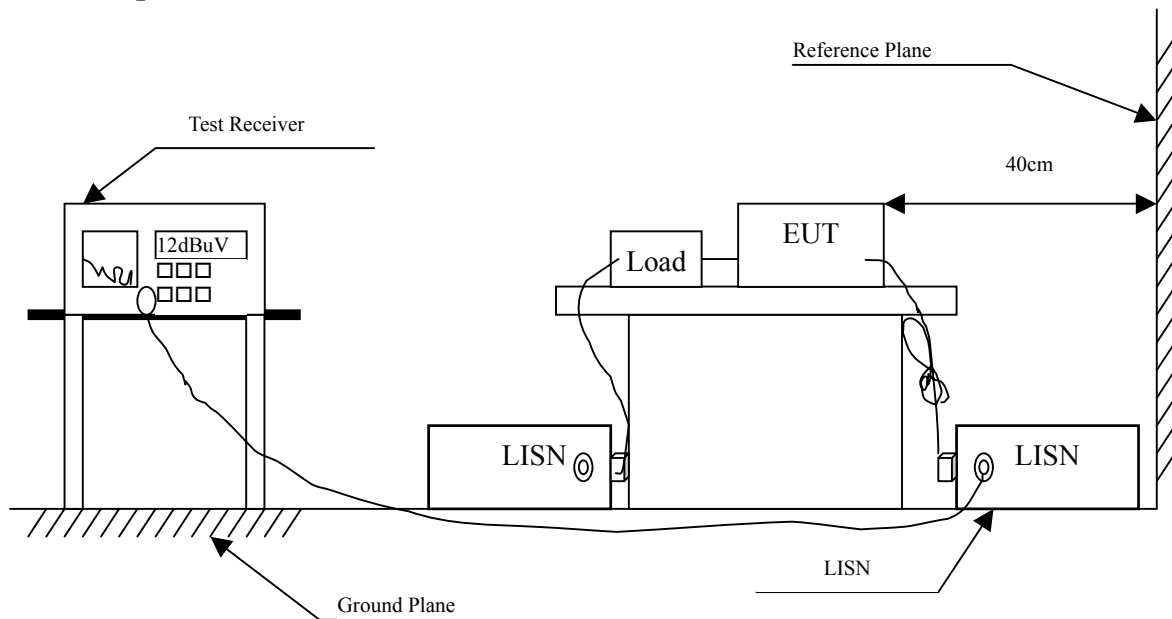 Reference Plane
Test Receiver
40cm
12dBuV
EUT
Load
LISN
LISN
LISN
Ground Plane